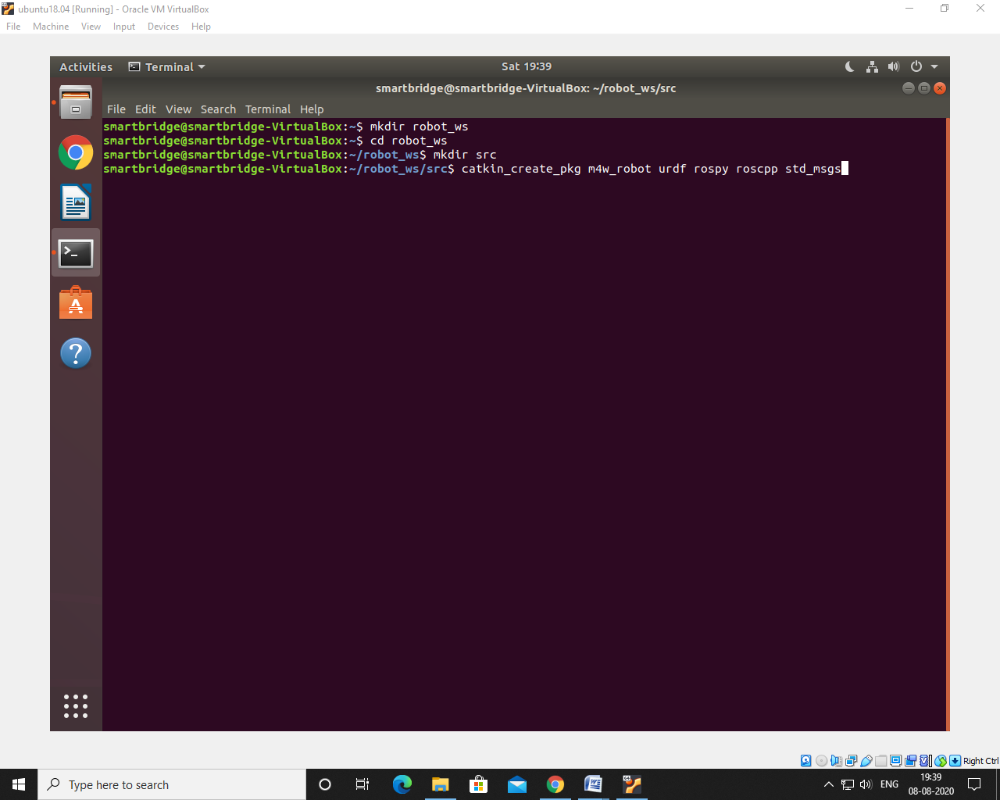 ubuntu18.04 [Running] - Oracle VM VirtualBox
File Machine View Input Devices Help
Activities Terminal Sat 19:39
smartbridge@smartbridge-VirtualBox: ~/robot_ws/src
File Edit View Search Terminal Help
smartbridge@smartbridge-VirtualBox:~$ mkdir robot_ws
smartbridge@smartbridge-VirtualBox:~$ cd robot_ws
smartbridge@smartbridge-VirtualBox:~/robot_ws$ mkdir src
smartbridge@smartbridge-VirtualBox:~/robot_ws/src$ catkin_create_pkg m4w_robot urdf rospy roscpp std_msgs
Right Ctrl
Type here to search
ENG
19:39
08-08-2020